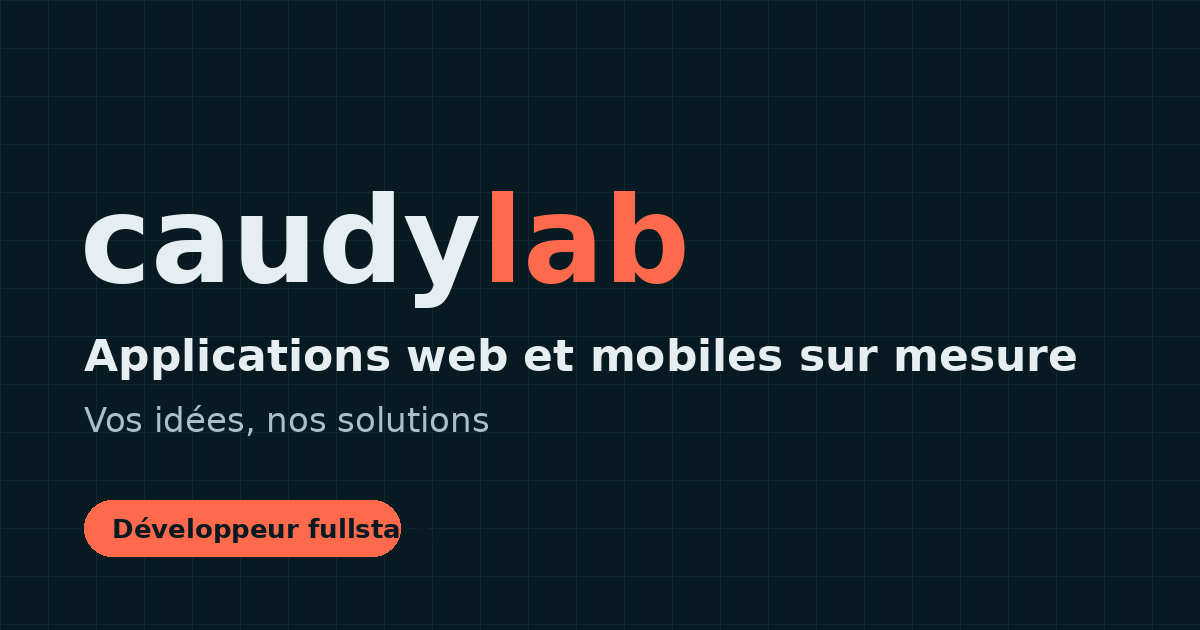 caudylab
Applications web et mobiles sur mesure
Vos idées, nos solutions
Développeur fullsta